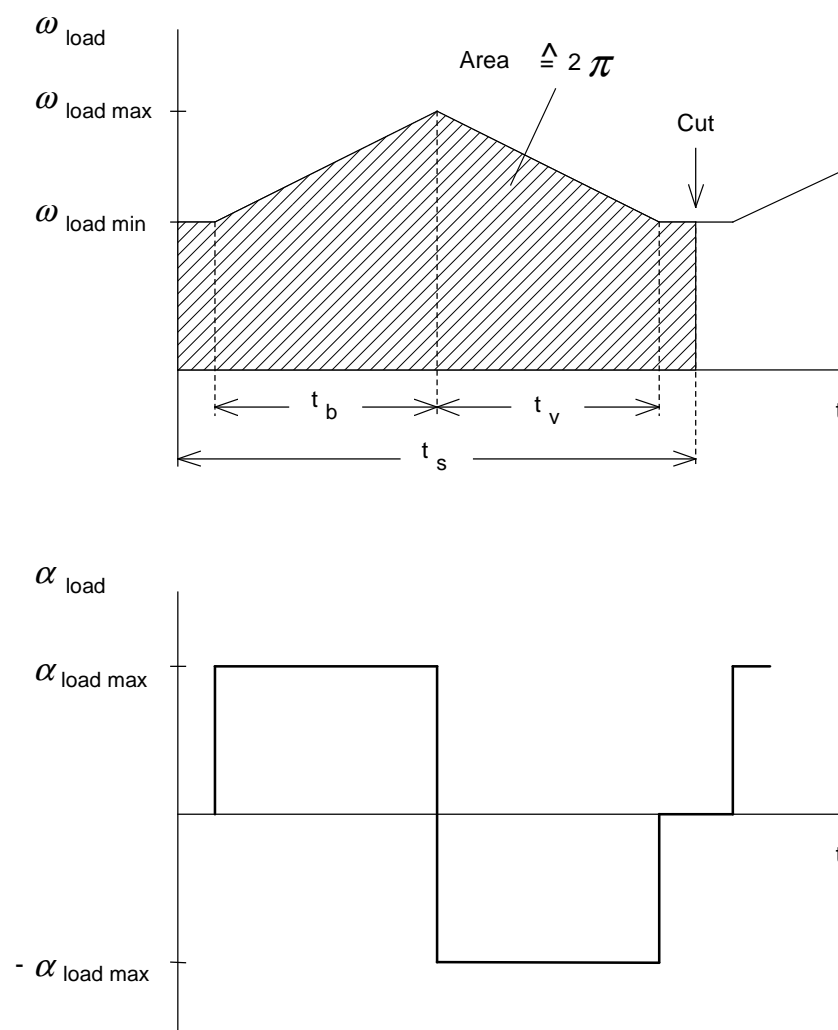 ω load
Area ≙ 2 π
ω load max
Cut
ω load min
t b
t v
t
t s
α load
α load max
t
- α load max